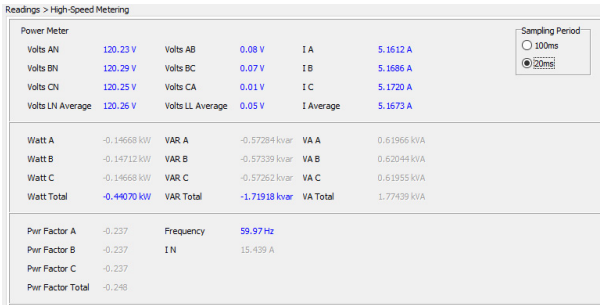 Readings > High-Speed Metering
Power Meter
Sampling Period
Volts AN 120.23 V Volts AB 0.08 V I A 5.1612 A
100ms
Volts BN 120.29 V Volts BC 0.07 V I B 5.1686 A
20ms
Volts CN 120.25 V Volts CA 0.01 V I C 5.1720 A
Volts LN Average 120.26 V Volts LL Average 0.05 V I Average 5.1673 A
Watt A -0.14668 kW VAR A -0.57284 kvar VA A 0.61966 kVA
Watt B -0.14712 kW VAR B -0.57339 kvar VA B 0.62044 kVA
Watt C -0.14668 kW VAR C -0.57262 kvar VA C 0.61955 kVA
Watt Total -0.44070 kW VAR Total -1.71918 kvar VA Total 1.77439 kVA
Pwr Factor A -0.237 Frequency 59.97 Hz
Pwr Factor B -0.237 I N 15.439 A
Pwr Factor C -0.237
Pwr Factor Total -0.248